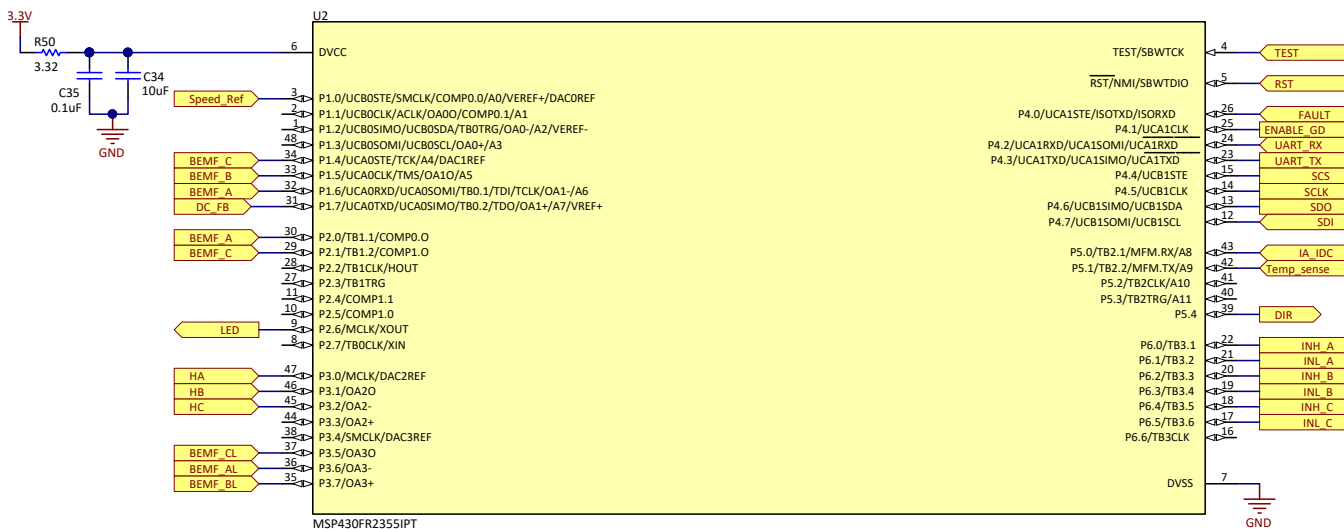 3.3V
R50
3.32
C35
0.1uF
C34
10uF
GND
U2
6 DVCC
Speed_Ref 3 P1.0/UCB0STE/SMCLK/COMP0.0/A0/VEREF+/DAC0REF
2 P1.1/UCB0CLK/ACLK/OA0O/COMP0.1/A1
1 P1.2/UCB0SIMO/UCB0SDA/TB0TRG/OA0-/A2/VEREF-
48 P1.3/UCB0SOMI/UCB0SCL/OA0+/A3
BEMF_C 34 P1.4/UCA0STE/TCK/A4/DAC1REF
BEMF_B 33 P1.5/UCA0CLK/TMS/OA1O/A5
BEMF_A 32 P1.6/UCA0RXD/UCA0SOMI/TB0.1/TDI/TCLK/OA1-/A6
DC_FB 31 P1.7/UCA0TXD/UCA0SIMO/TB0.2/TDO/OA1+/A7/VREF+
BEMF_A 30 P2.0/TB1.1/COMP0.O
BEMF_C 29 P2.1/TB1.2/COMP1.O
28 P2.2/TB1CLK/HOUT
27 P2.3/TB1TRG
11 P2.4/COMP1.1
10 P2.5/COMP1.0
LED 9 P2.6/MCLK/XOUT
8 P2.7/TB0CLK/XIN
HA 47 P3.0/MCLK/DAC2REF
HB 46 P3.1/OA2O
HC 45 P3.2/OA2-
44 P3.3/OA2+
38 P3.4/SMCLK/DAC3REF
BEMF_CL 37 P3.5/OA3O
BEMF_AL 36 P3.6/OA3-
BEMF_BL 35 P3.7/OA3+
TEST/SBWTCK 4 TEST
RST/NMI/SBWTDIO 5 RST
P4.0/UCA1STE/ISOTXD/ISORXD 26 FAULT
P4.1/UCA1CLK 25 ENABLE_GD
P4.2/UCA1RXD/UCA1SOMI/UCA1RXD 24 UART_RX
P4.3/UCA1TXD/UCA1SIMO/UCA1TXD 23 UART_TX
P4.4/UCB1STE 15 SCS
P4.5/UCB1CLK 14 SCLK
P4.6/UCB1SIMO/UCB1SDA 13 SDO
P4.7/UCB1SOMI/UCB1SCL 12 SDI
P5.0/TB2.1/MFM.RX/A8 43 IA_IDC
P5.1/TB2.2/MFM.TX/A9 42 Temp_sense
P5.2/TB2CLK/A10 41
P5.3/TB2TRG/A11 40
P5.4 39 DIR
P6.0/TB3.1 22 INH_A
P6.1/TB3.2 21 INL_A
P6.2/TB3.3 20 INH_B
P6.3/TB3.4 19 INL_B
P6.4/TB3.5 18 INH_C
P6.5/TB3.6 17 INL_C
P6.6/TB3CLK 16
DVSS 7
GND
MSP430FR2355IPT